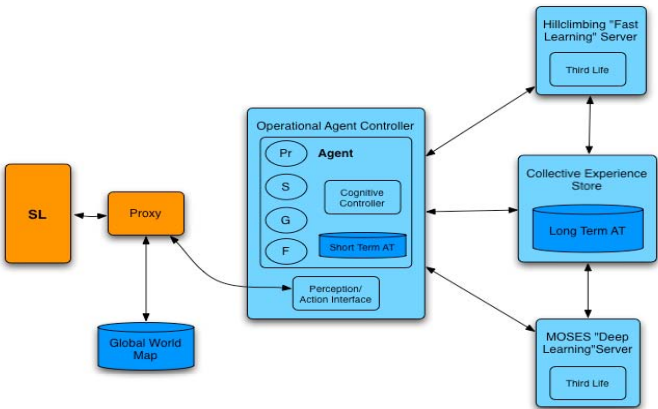 SL
Proxy
Global World
Map
Operational Agent Controller
Pr
Agent
S
G
F
Cognitive
Controller
Short Term AT
Perception/
Action Interface
Hillclimbing "Fast
Learning" Server
Third Life
Collective Experience
Store
Long Term AT
MOSES "Deep
Learning"Server
Third Life